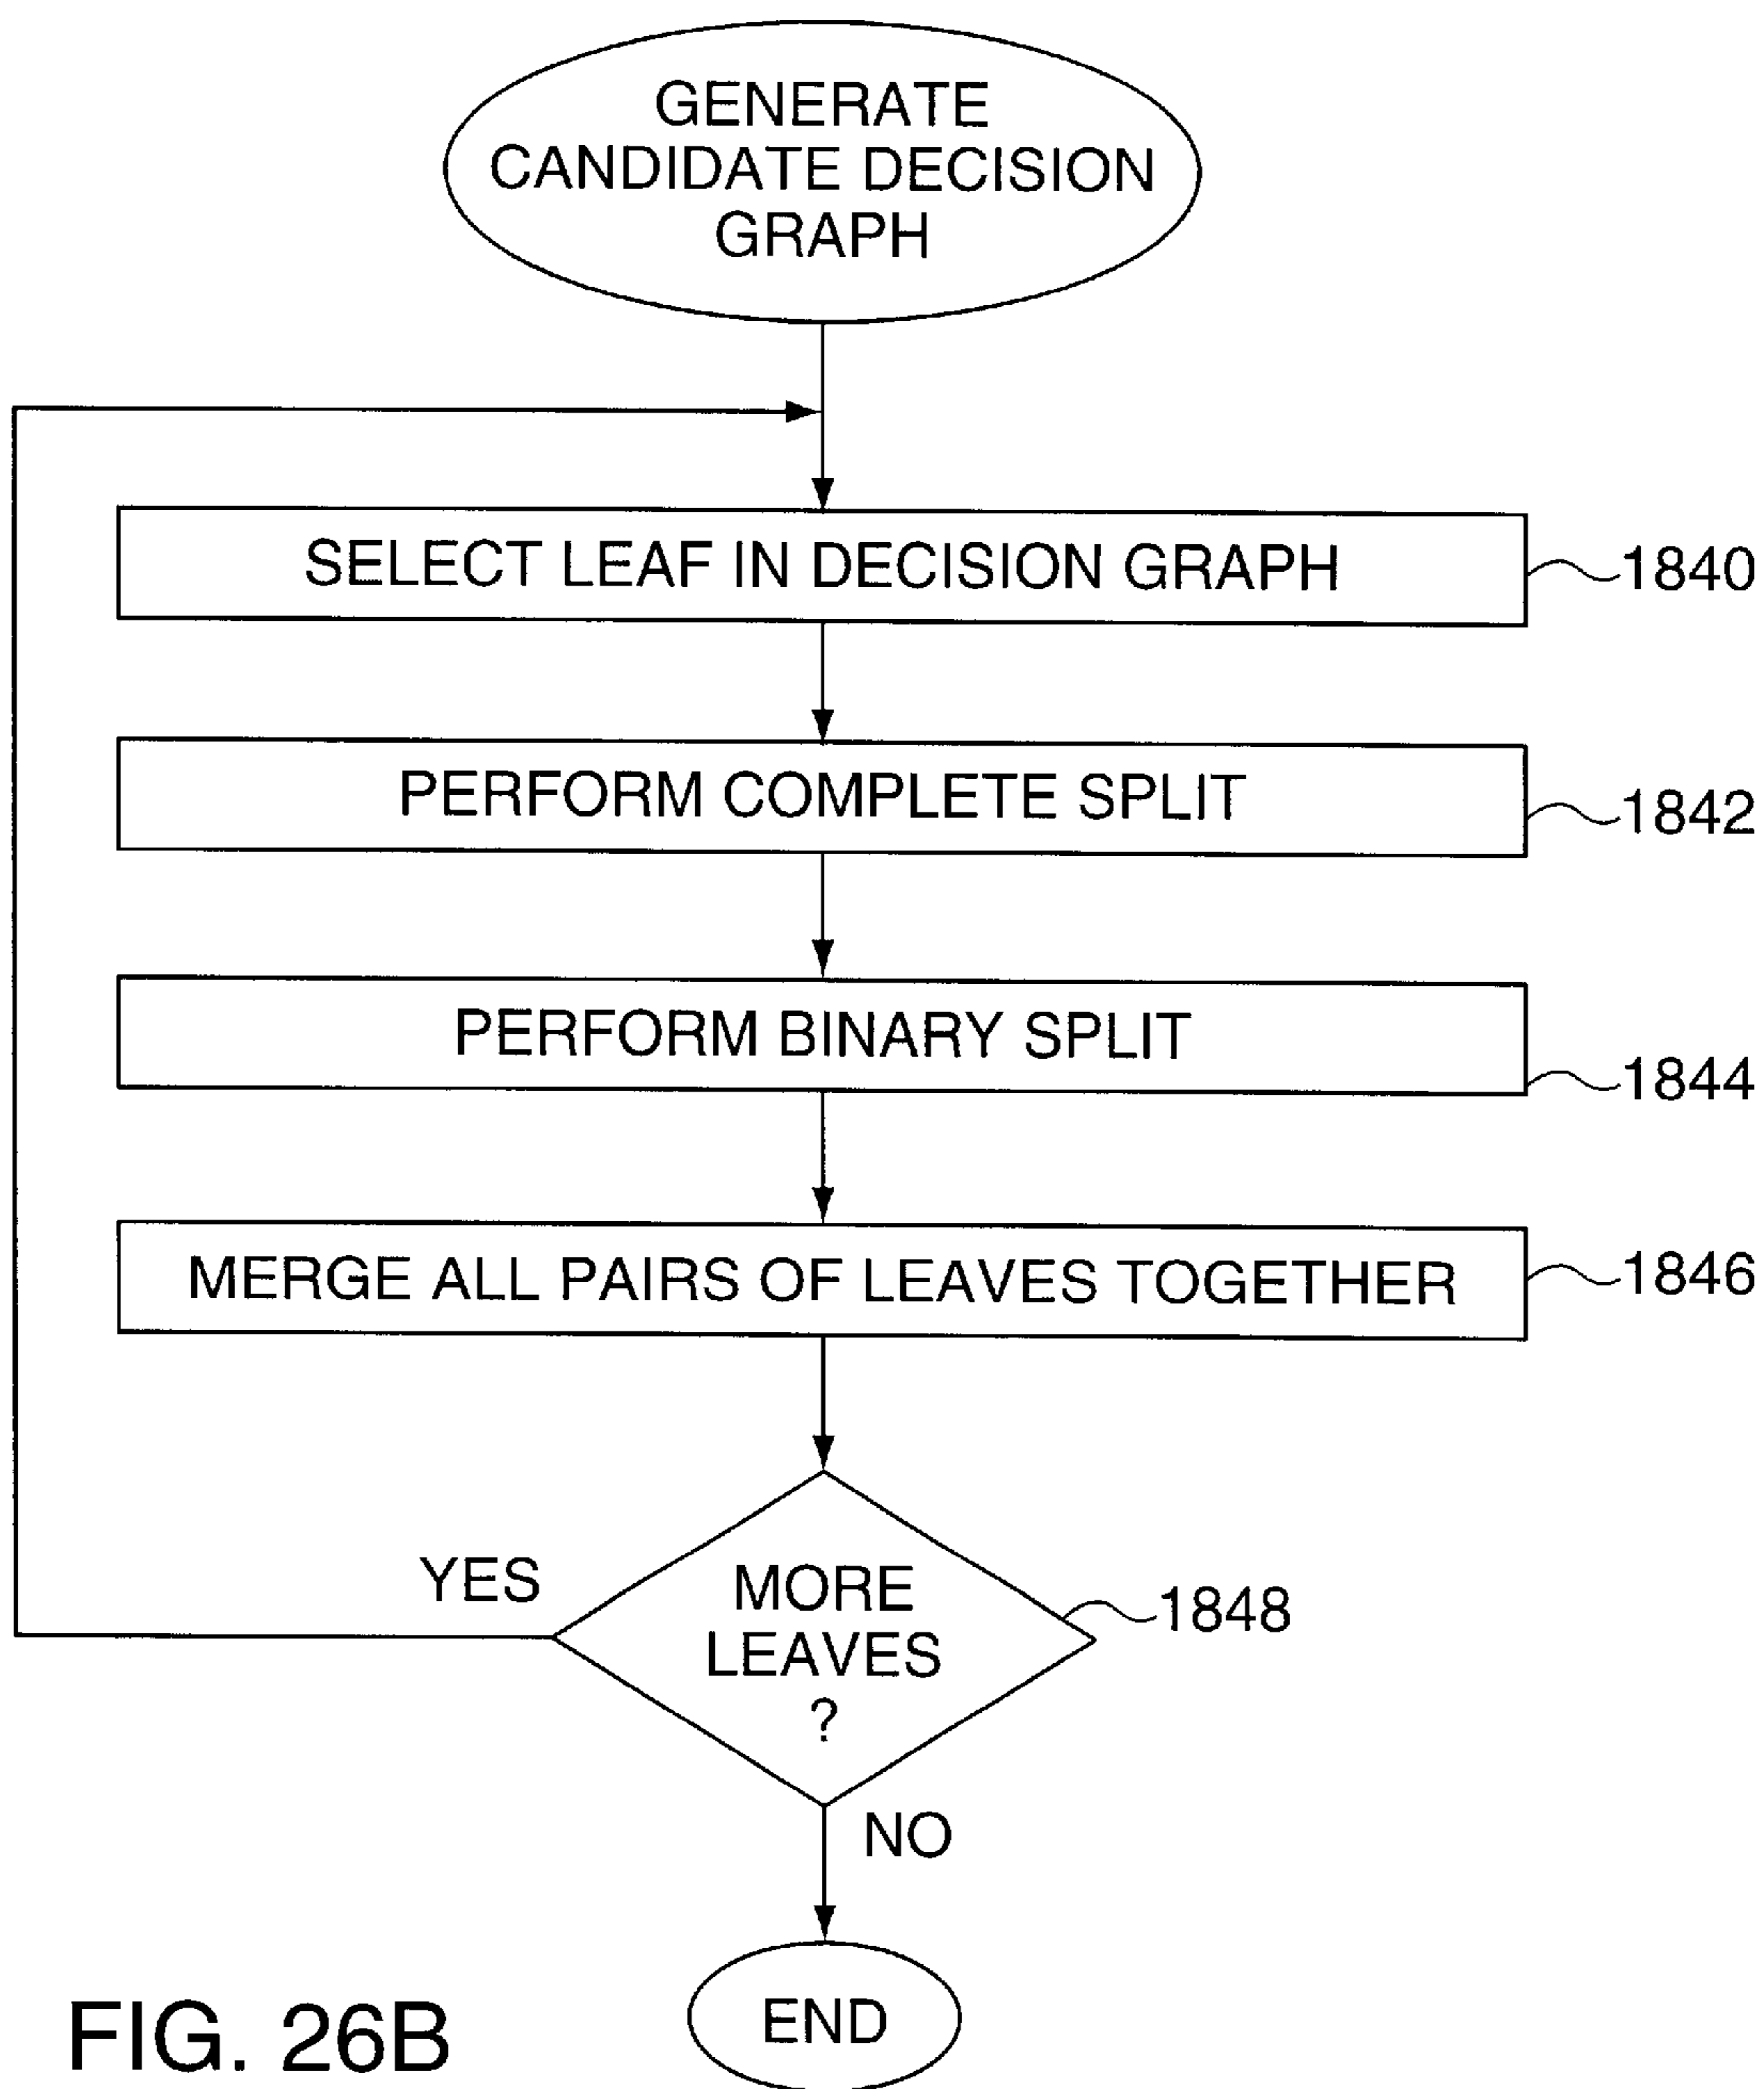 GENERATE
CANDIDATE DECISION
GRAPH
SELECT LEAF IN DECISION GRAPH
1840
PERFORM COMPLETE SPLIT
1842
PERFORM BINARY SPLIT
1844
MERGE ALL PAIRS OF LEAVES TOGETHER
1846
YES
MORE
LEAVES
?
1848
NO
END
FIG. 26B